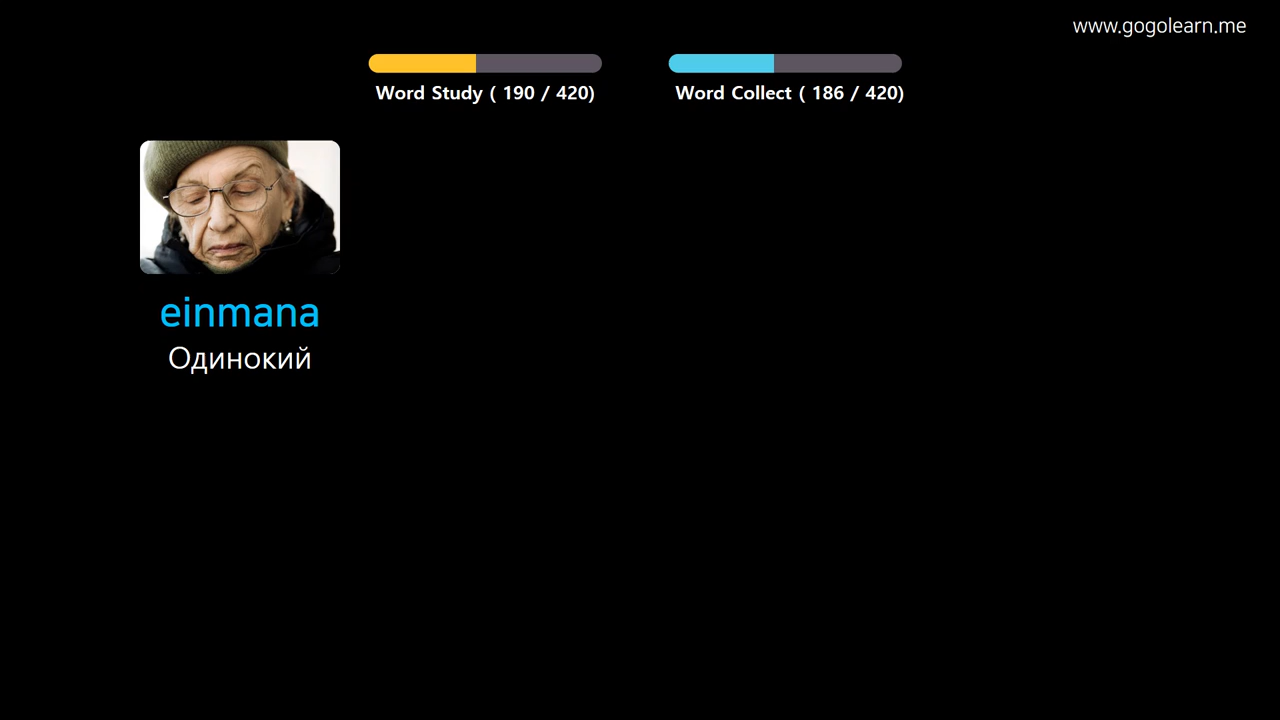 www.gogolearn.me
Word Study ( 190 / 420)
Word Collect ( 186 / 420)
einmana
Одинокий